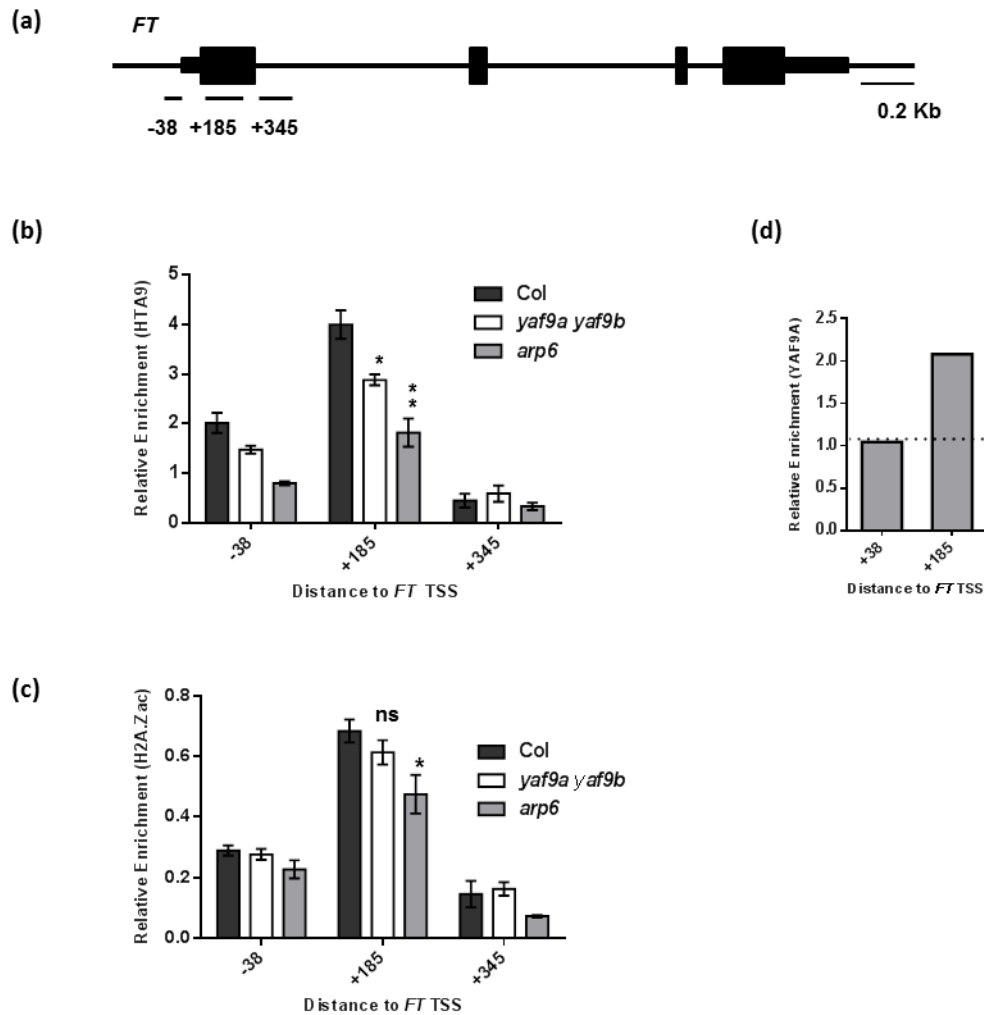 (a)
FT
-38 +185 +345
0.2 Kb
(b)
Relative Enrichment (HTA9)
5
4
3
2
1
0
*
*
*
Col
yaf9a yaf9b
arp6
-38
+185
+345
Distance to FT TSS
(d)
Relative Enrichment (YAF9A)
2.5
2.0
1.5
1.0
0.5
0.0
+38
+185
Distance to FT TSS
(c)
Relative Enrichment (H2A.Zac)
0.8
0.6
0.4
0.2
0.0
ns
*
Col
yaf9a yaf9b
arp6
-38
+185
+345
Distance to FT TSS